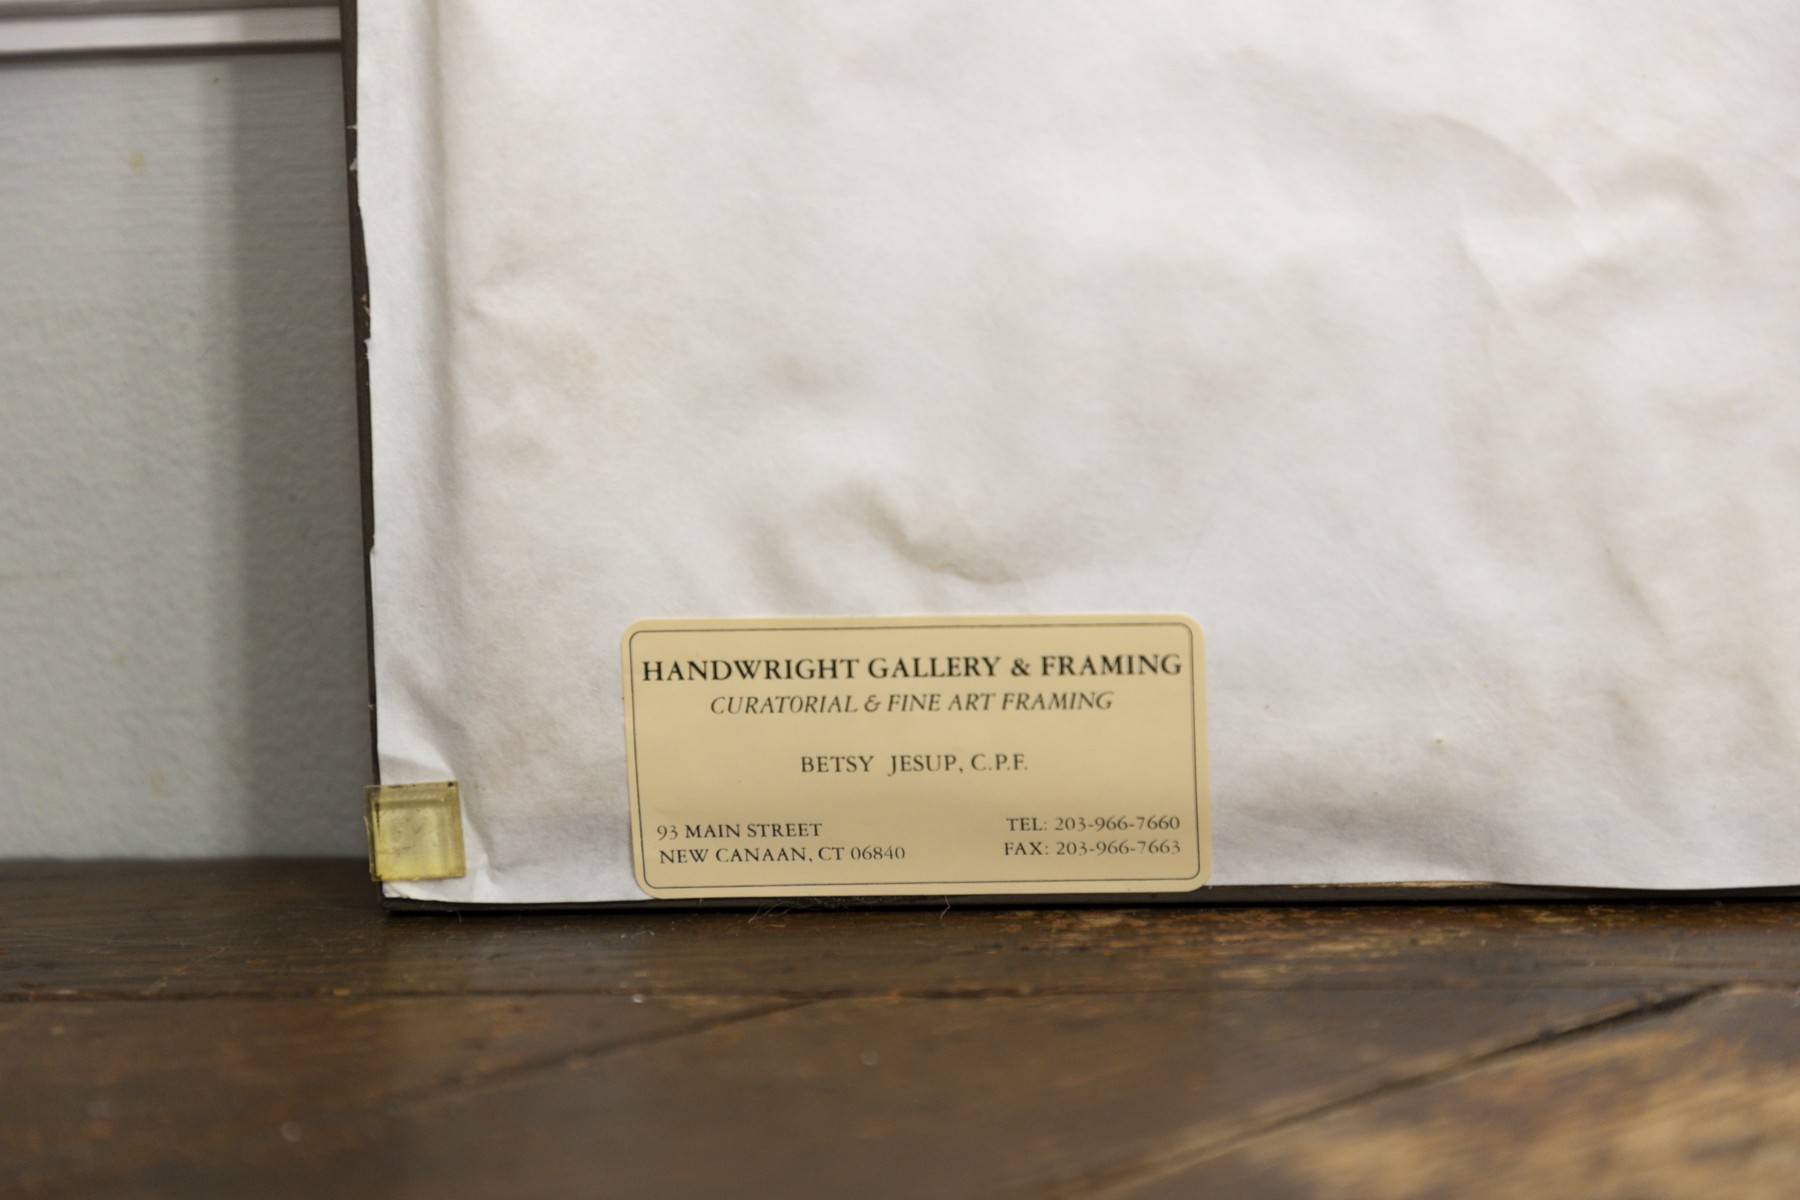 HANDWRIGHT GALLERY & FRAMING
CURATORIAL & FINE ART FRAMING
BETSY JESUP, C.P.F.
93 MAIN STREET
NEW CANAAN, CT 06840
TEL: 203-966-7660
FAX: 203-966-7663